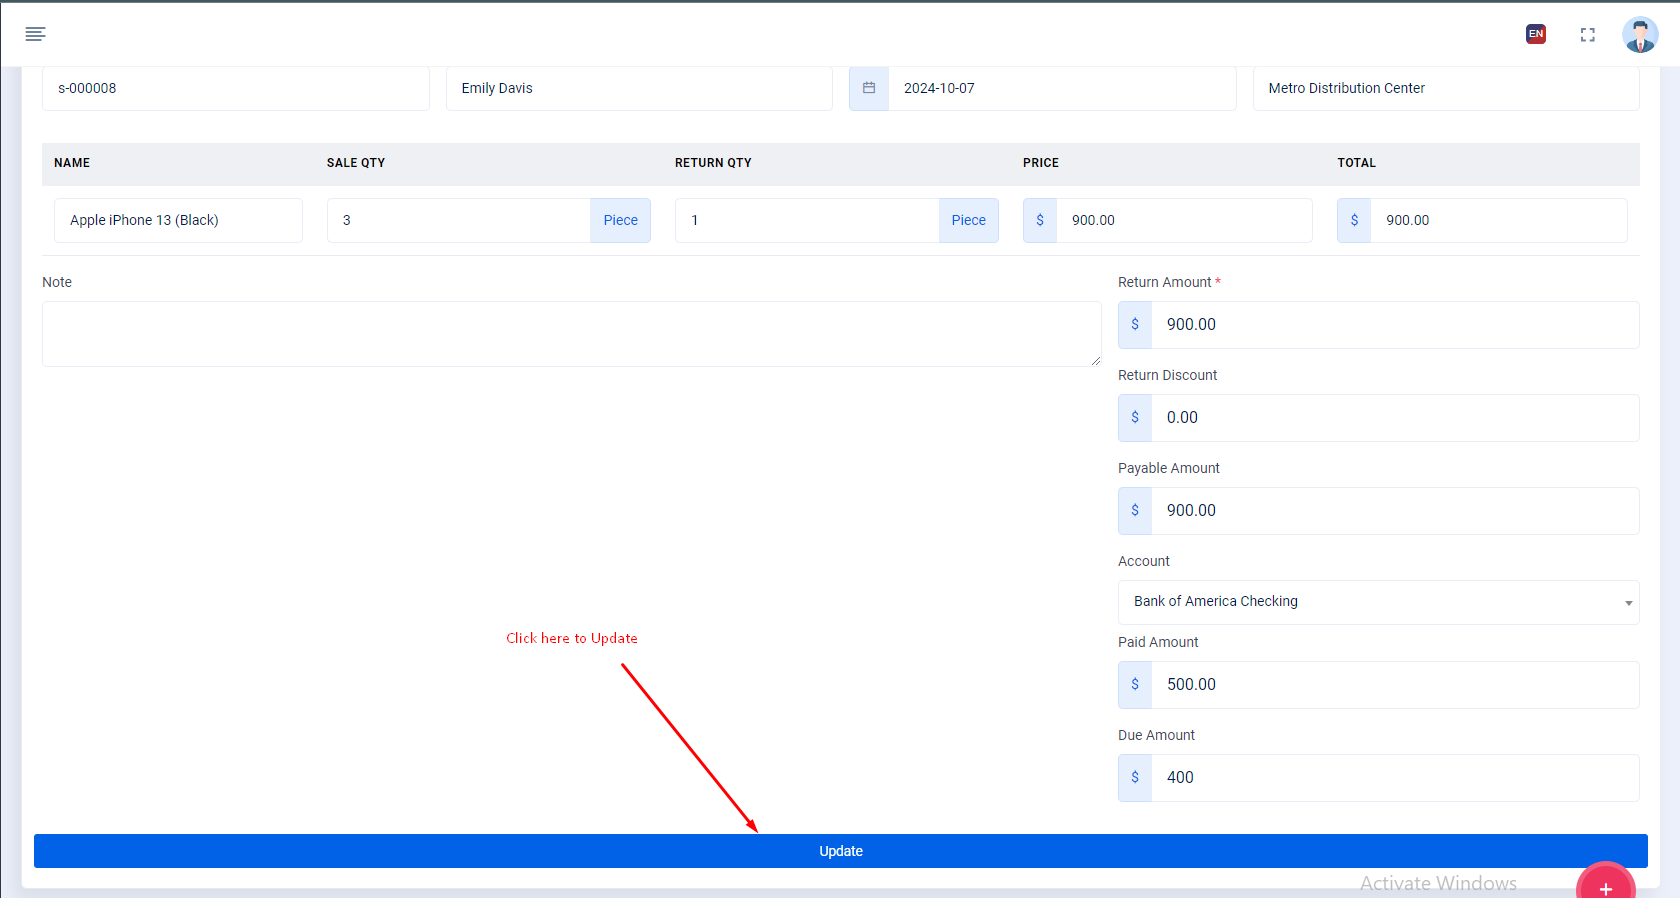 EN
s-000008 Emily Davis 2024-10-07 Metro Distribution Center
NAME SALE QTY RETURN QTY PRICE TOTAL
Apple iPhone 13 (Black) 3 Piece 1 Piece $ 900.00 $ 900.00
Note
Return Amount *
$ 900.00
Return Discount
$ 0.00
Payable Amount
$ 900.00
Account
Bank of America Checking
Click here to Update
Paid Amount
$ 500.00
Due Amount
$ 400
Update
Activate Windows
+